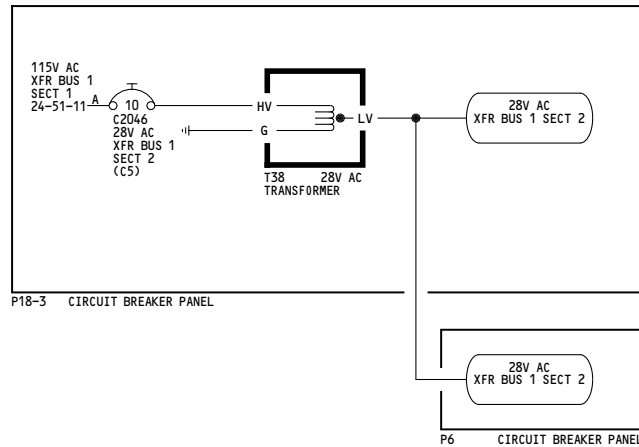 115V AC
XFR BUS 1
SECT 1
24-51-11 A
10
C2046
28V AC
XFR BUS 1
SECT 2
(C5)
HV
G
LV
T38 28V AC
TRANSFORMER
28V AC
XFR BUS 1 SECT 2
P18-3 CIRCUIT BREAKER PANEL
28V AC
XFR BUS 1 SECT 2
P6 CIRCUIT BREAKER PANEL